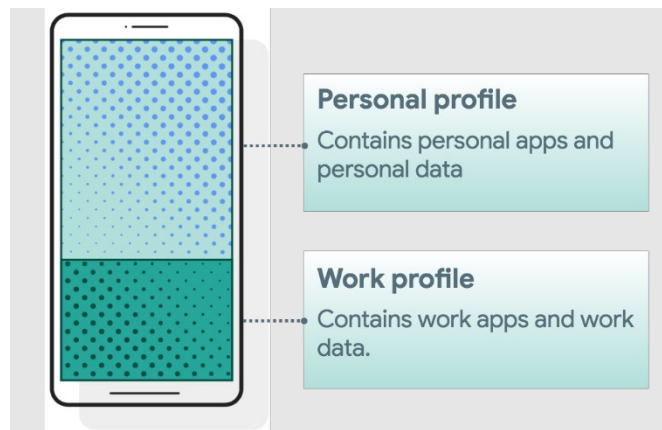 Personal profile
Contains personal apps and
personal data
Work profile
Contains work apps and work
data.